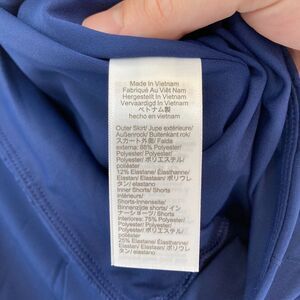 Made In Vietnam
Fabriqué Au Viêt Nam
Hergestellt In Vietnam
Vervaardigd In Vietnam
ベトナム製
hecho en vietnam
Outer Skirt/ Jupe extérieure/
Außenrock/ Buitenkant rok/
スカート外側/ Falda
externa: 88% Polyester/
Polyester/ Polyester/
Polyester/ ポリエステル/
poliéster
12% Elastane/ Élasthanne/
Elastan/ Elastaan/ ポリウレ
タン/ elastano
Inner Shorts/ Shorts
intérieurs/
Shorts-Innenseite/
Binnenzijde shorts/ イン
ナーショーツ/ Shorts
interiores: 75% Polyester/
Polyester/ Polyester/
Polyester/ ポリエステル/
poliéster
25% Elastane/ Élasthanne/
Elastan/ Elastaan/ ポリウレ
タン/ elastano